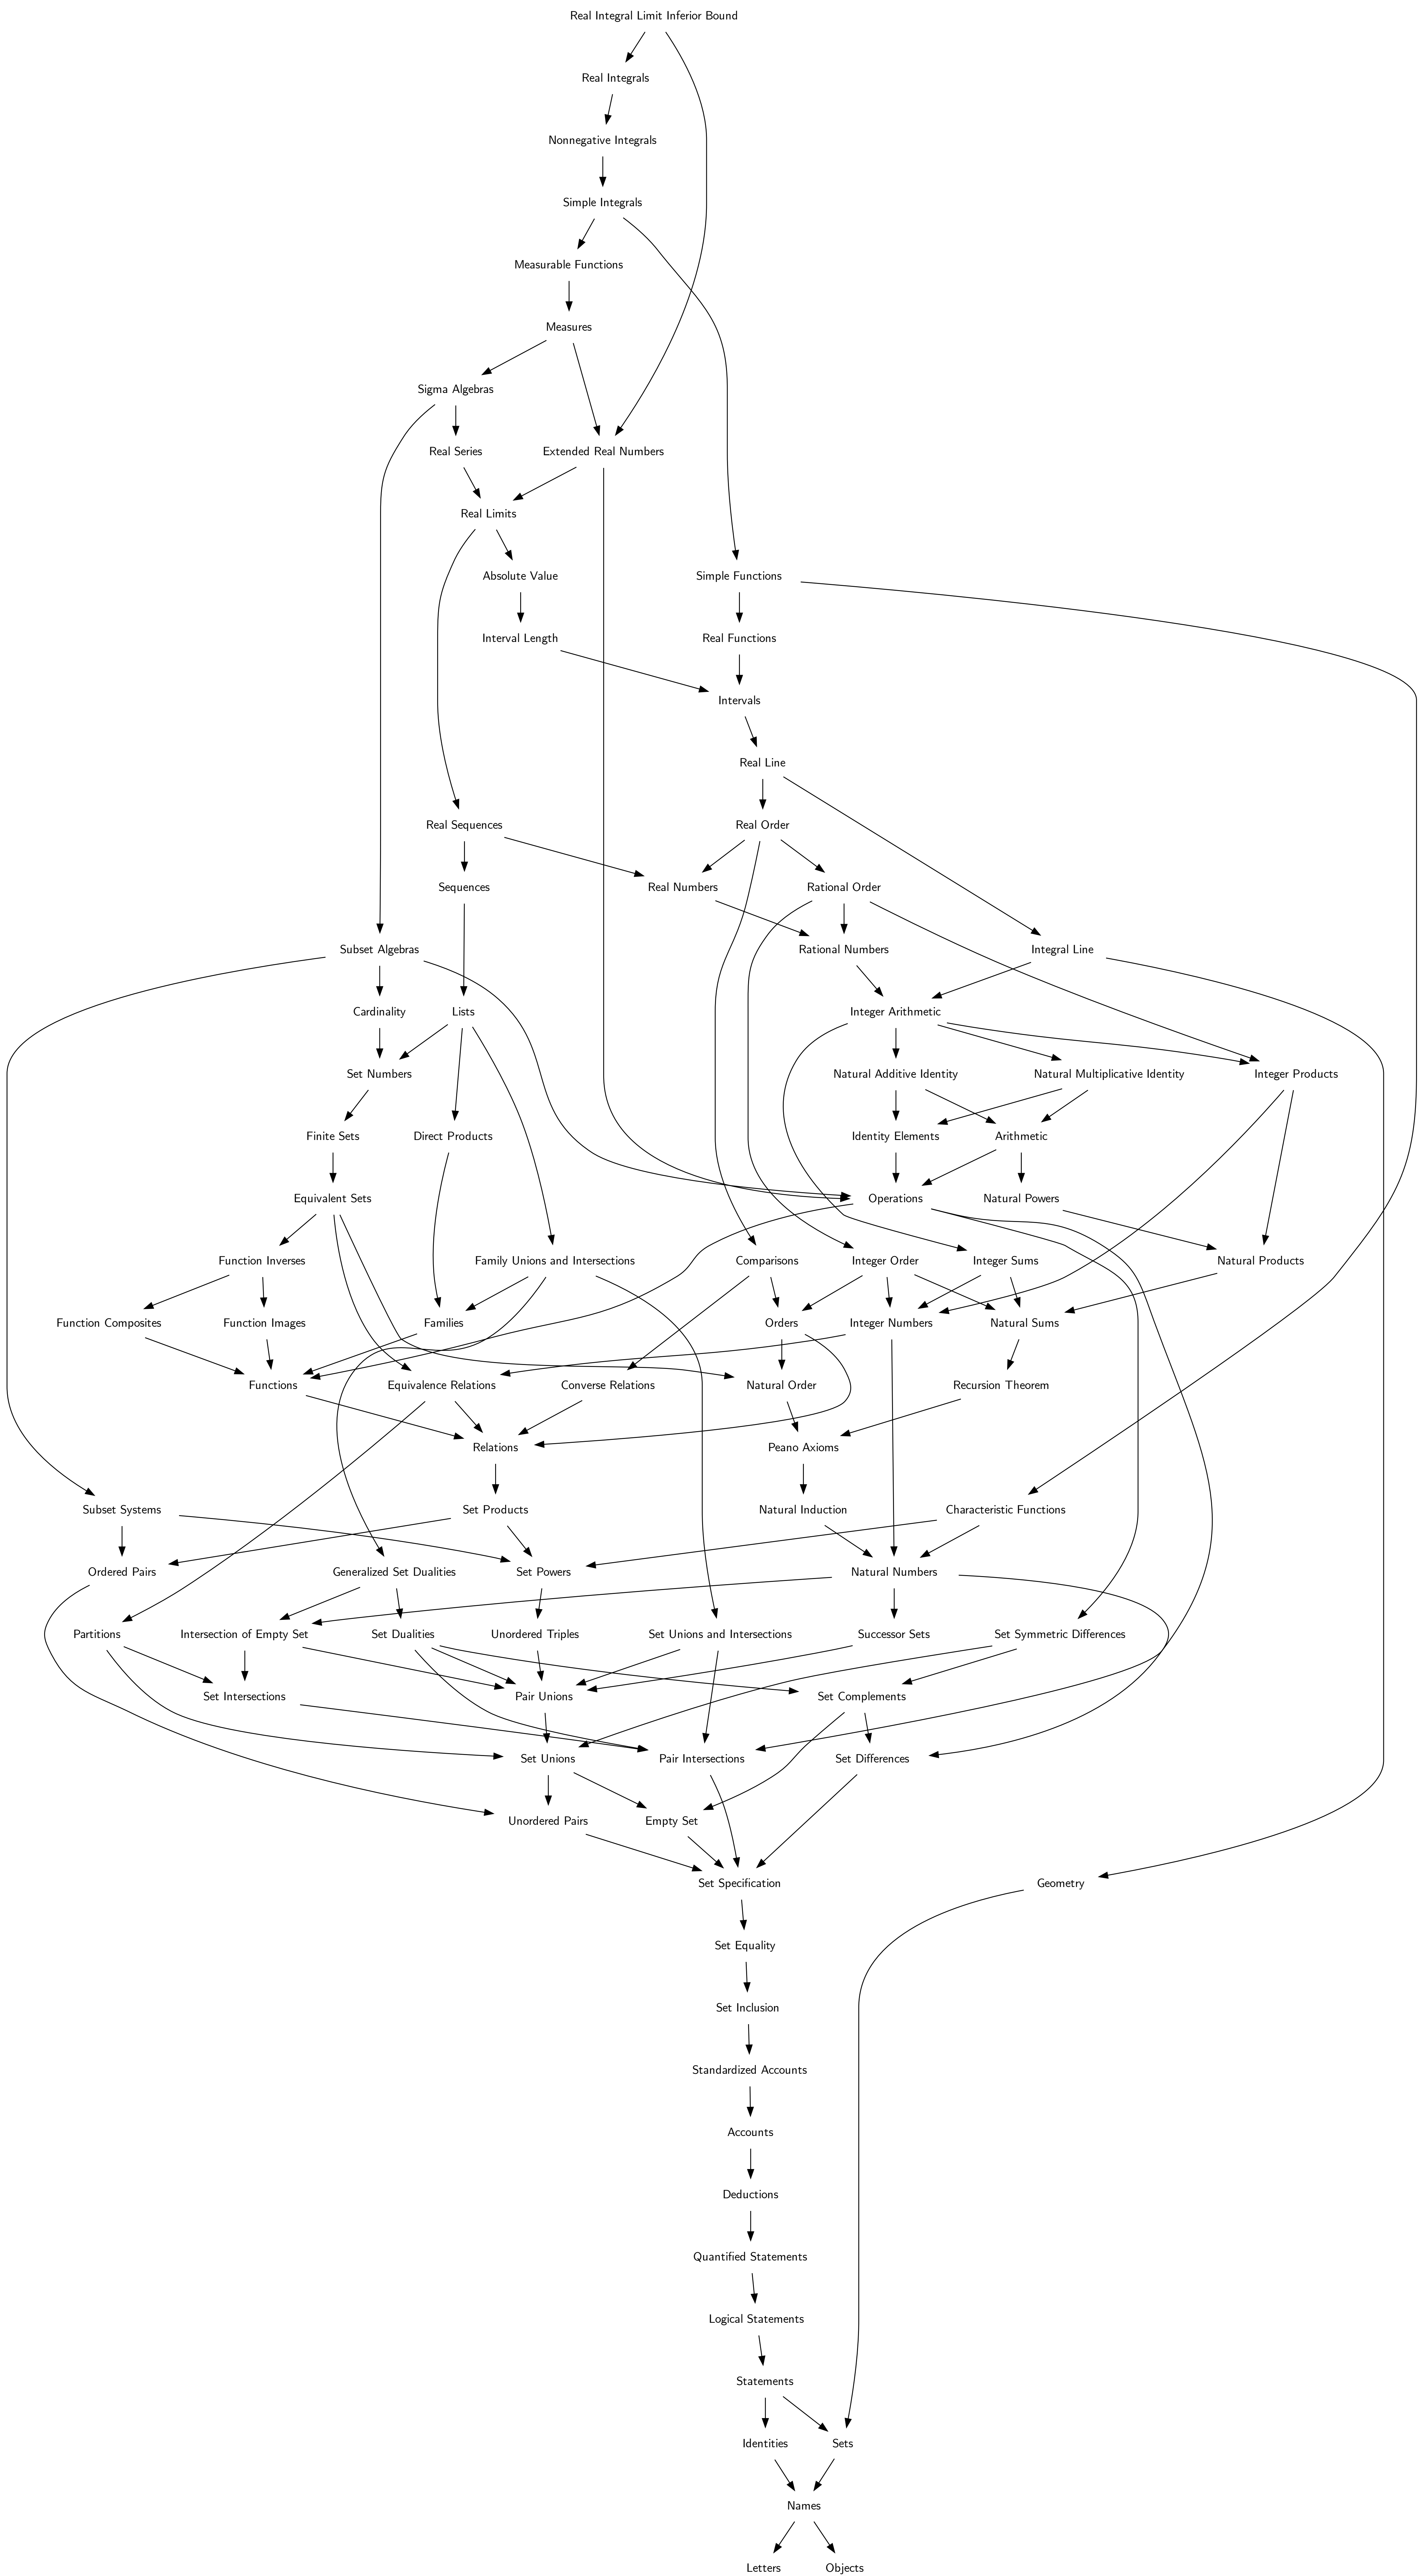 Real Integral Limit Inferior Bound
Real Integrals
Nonnegative Integrals
Simple Integrals
Measurable Functions
Measures
Sigma Algebras
Real Series
Extended Real Numbers
Real Limits
Absolute Value
Simple Functions
Interval Length
Real Functions
Intervals
Real Line
Real Sequences
Real Order
Sequences
Real Numbers
Rational Order
Subset Algebras
Rational Numbers
Integral Line
Cardinality
Lists
Integer Arithmetic
Set Numbers
Natural Additive Identity
Natural Multiplicative Identity
Integer Products
Finite Sets
Direct Products
Identity Elements
Arithmetic
Equivalent Sets
Operations
Natural Powers
Function Inverses
Family Unions and Intersections
Comparisons
Integer Order
Integer Sums
Natural Products
Function Composites
Function Images
Families
Orders
Integer Numbers
Natural Sums
Functions
Equivalence Relations
Converse Relations
Natural Order
Recursion Theorem
Relations
Peano Axioms
Subset Systems
Set Products
Natural Induction
Characteristic Functions
Ordered Pairs
Generalized Set Dualities
Set Powers
Natural Numbers
Partitions
Intersection of Empty Set
Set Dualities
Unordered Triples
Set Unions and Intersections
Successor Sets
Set Symmetric Differences
Set Intersections
Pair Unions
Set Complements
Set Unions
Pair Intersections
Set Differences
Unordered Pairs
Empty Set
Set Specification
Geometry
Set Equality
Set Inclusion
Standardized Accounts
Accounts
Deductions
Quantified Statements
Logical Statements
Statements
Identities
Sets
Names
Letters
Objects